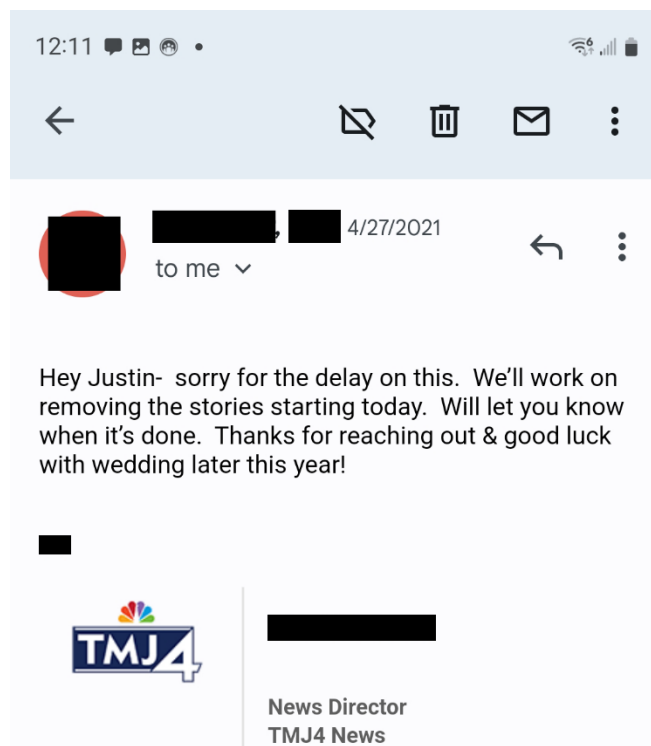 12:11
4/27/2021
to me
Hey Justin-  sorry for the delay on this.  We'll work on
removing the stories starting today.  Will let you know
when it's done.  Thanks for reaching out & good luck
with wedding later this year!
TMJ4
News Director
TMJ4 News